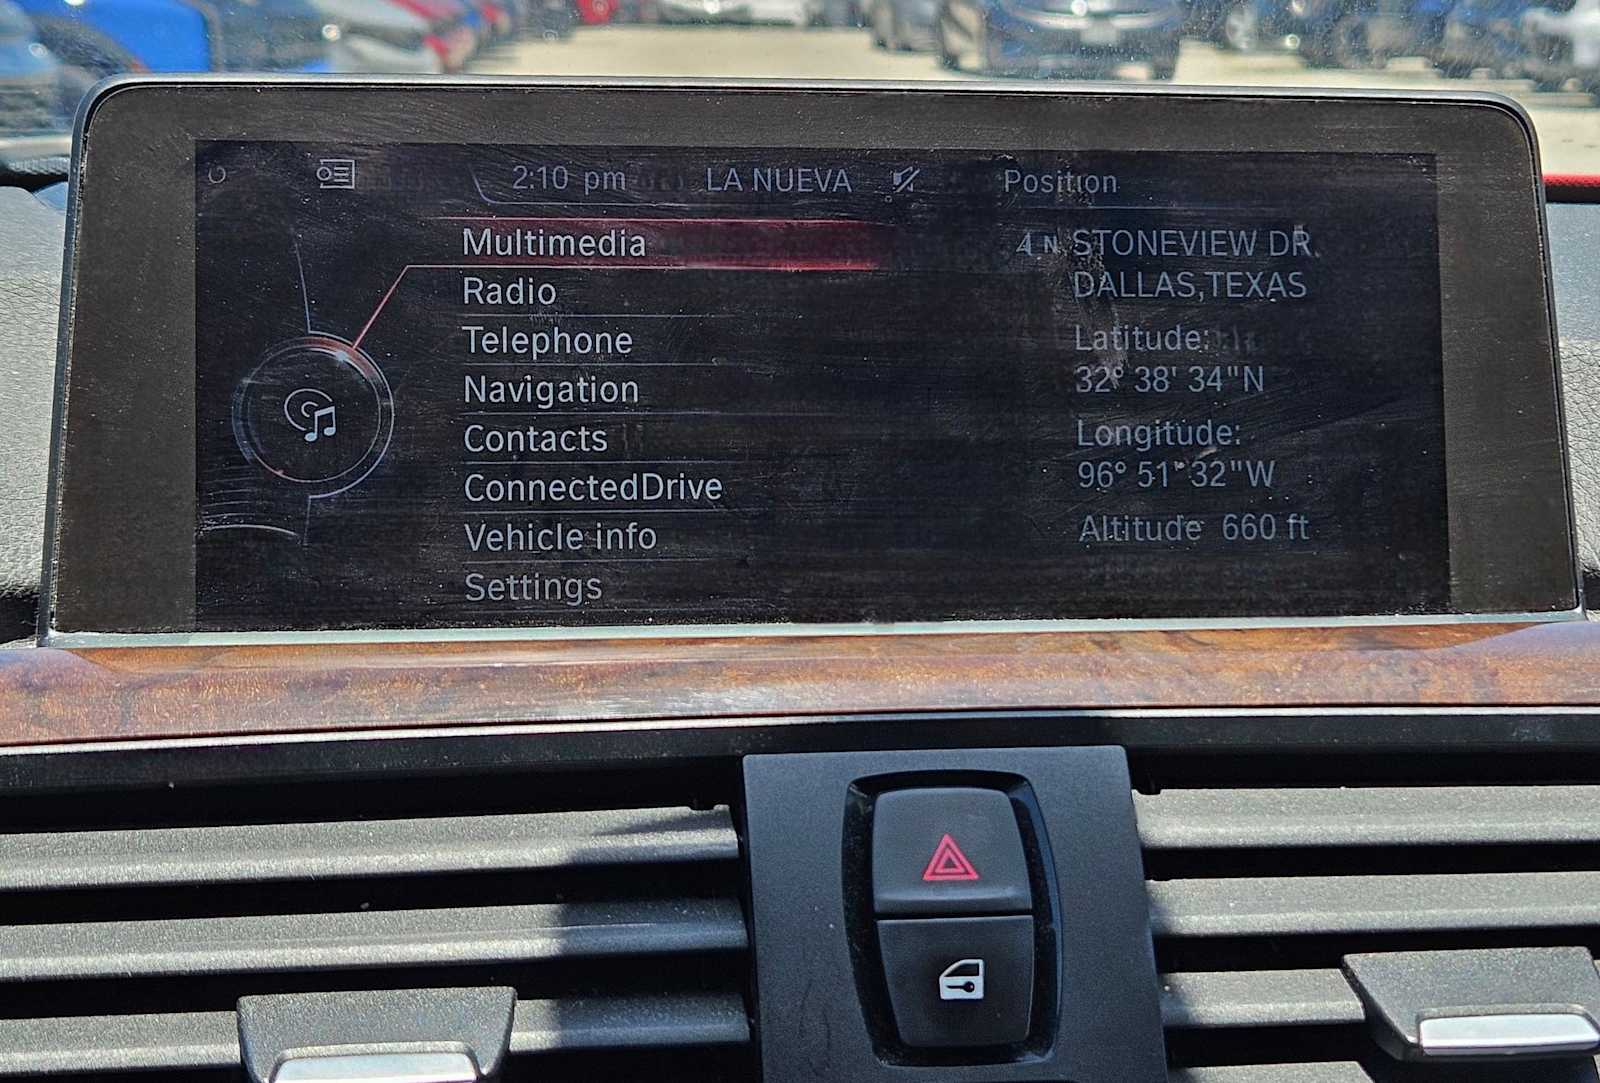 2:10 pm LA NUEVA Position
Multimedia
Radio
Telephone
Navigation
Contacts
ConnectedDrive
Vehicle info
Settings
N STONEVIEW DR.
DALLAS,TEXAS
Latitude:
32° 38' 34"N
Longitude:
96° 51' 32"W
Altitude 660 ft